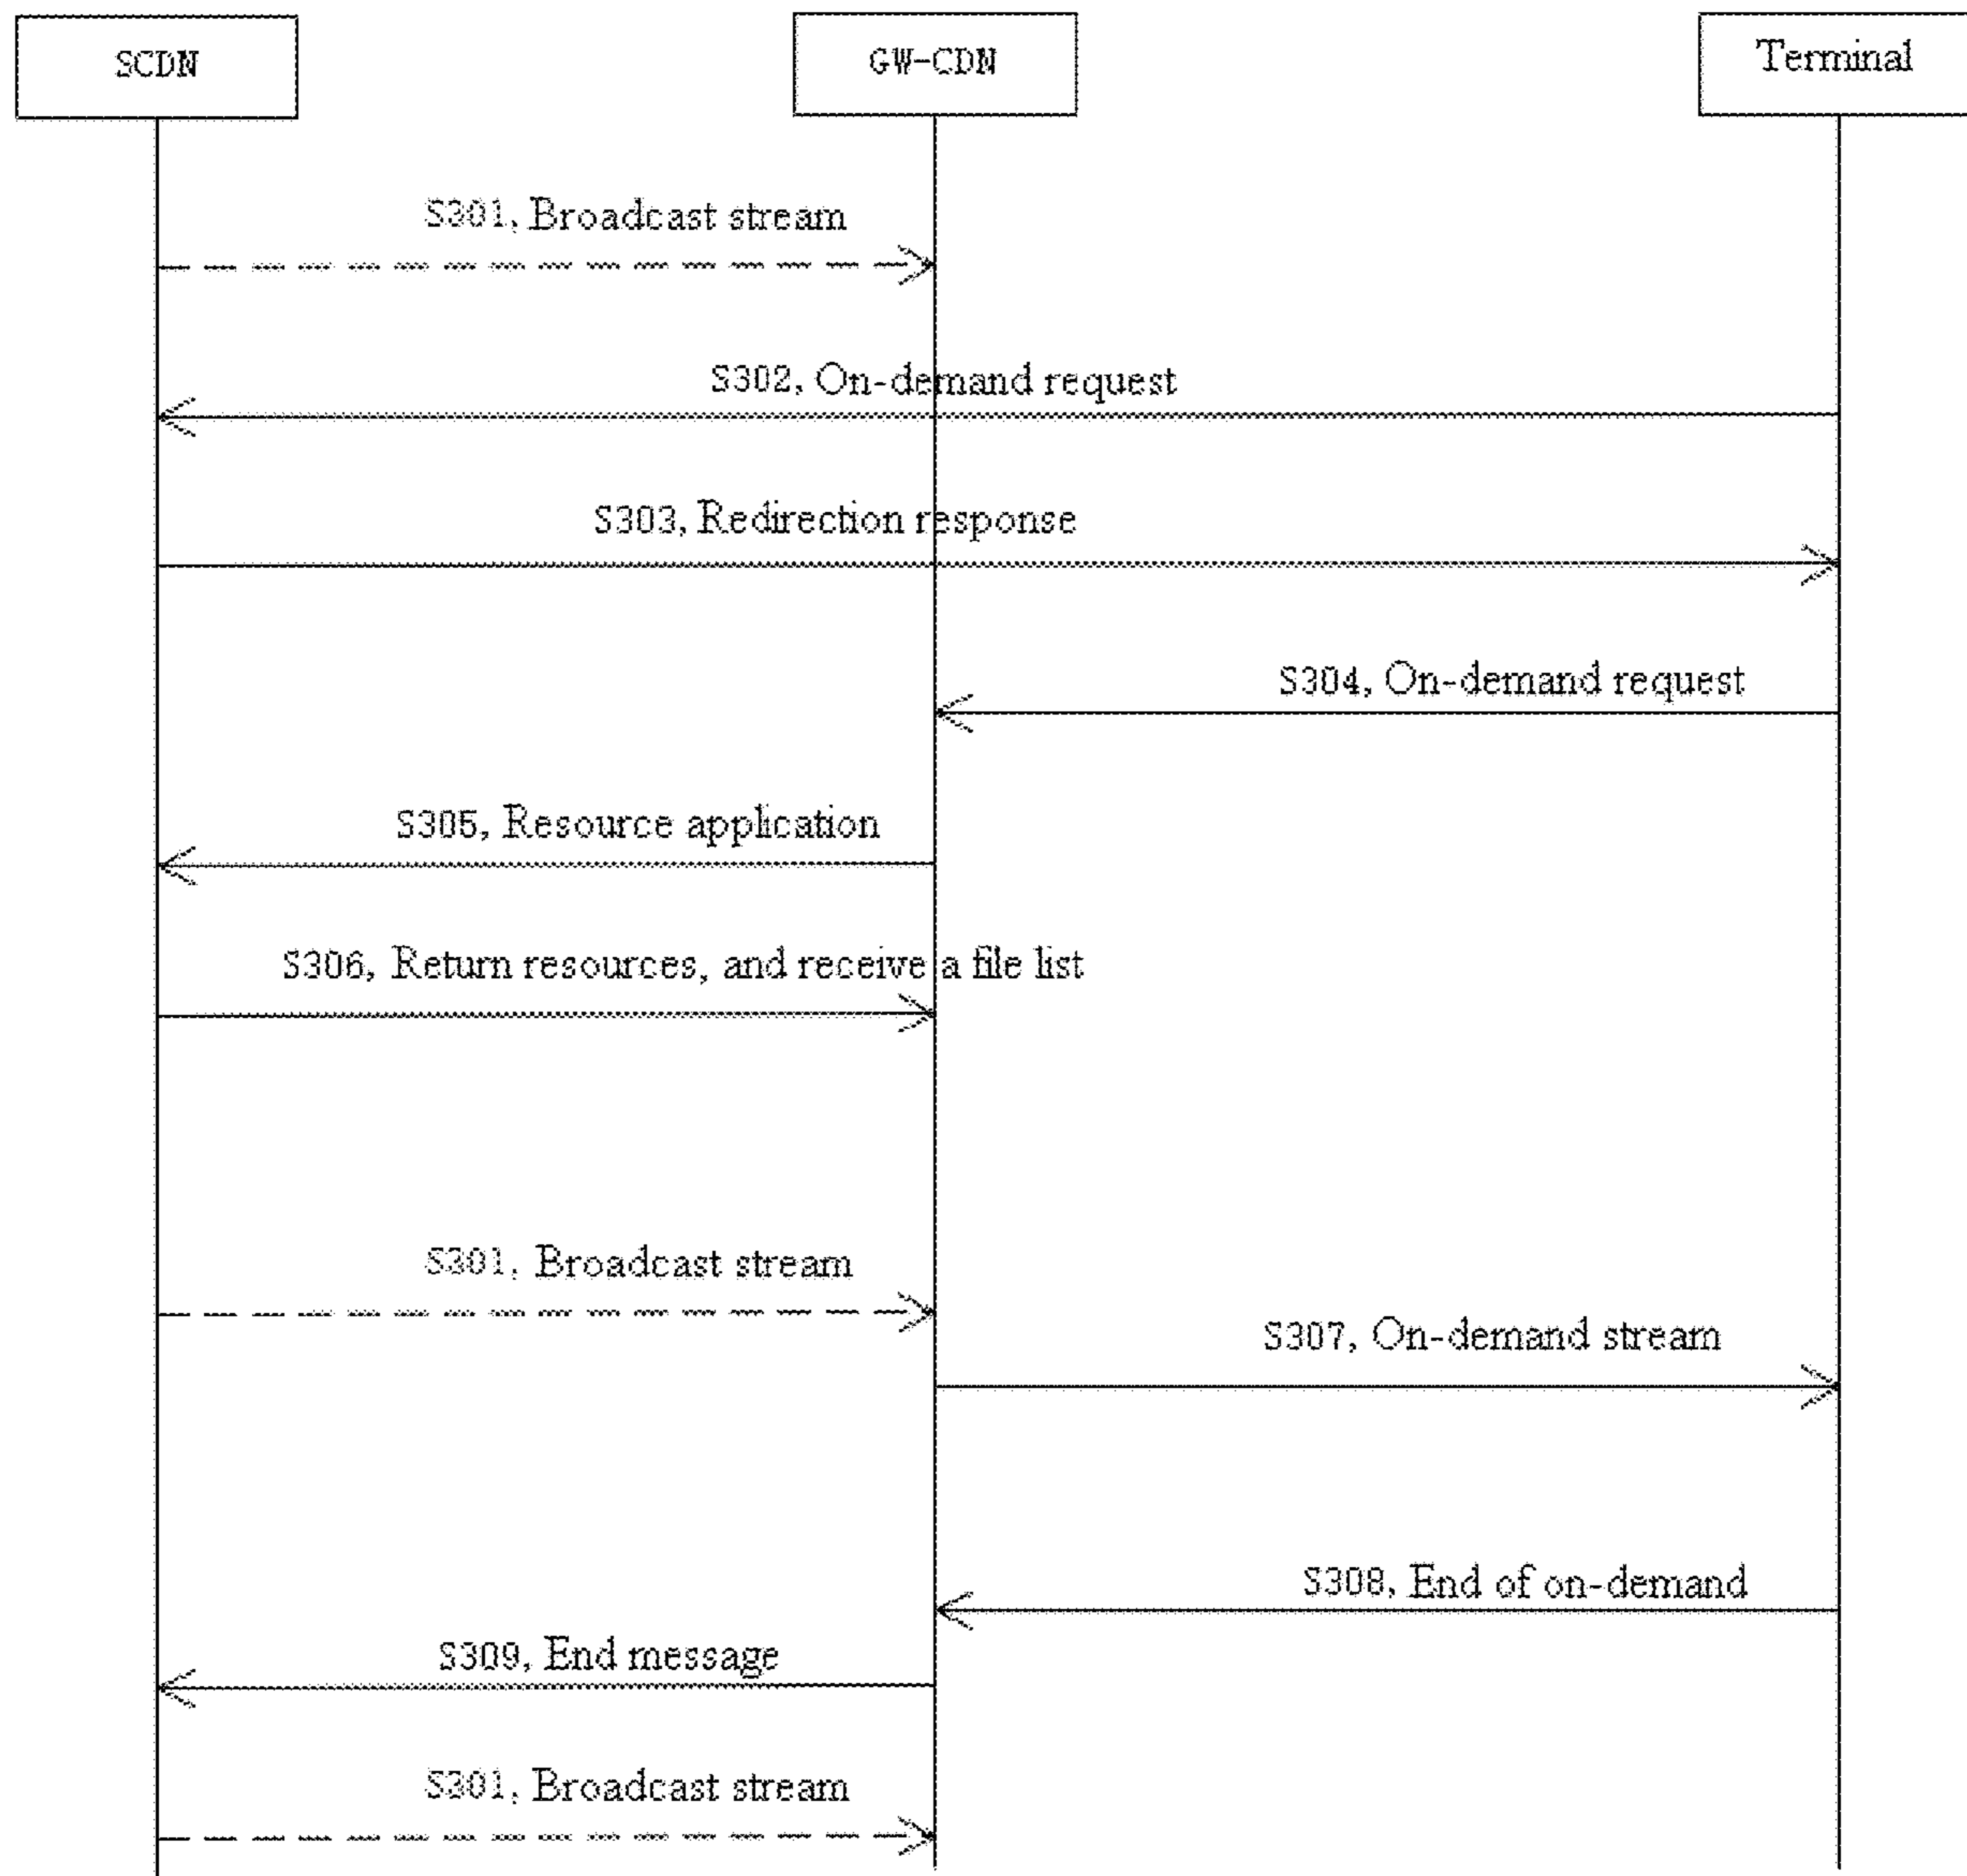 SCDN
GW-CDN
Terminal
S301, Broadcast stream
S302, On-demand request
S303, Redirection response
S304, On-demand request
S305, Resource application
S306, Return resources, and receive a file list
S301, Broadcast stream
S307, On-demand stream
S308, End of on-demand
S309, End message
S301, Broadcast stream